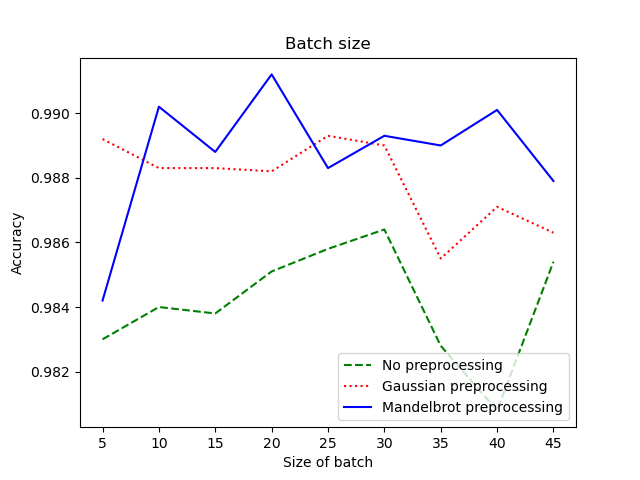 Batch size
Accuracy
0.990
0.988
0.986
0.984
0.982
No preprocessing
Gaussian preprocessing
Mandelbrot preprocessing
5 10 15 20 25 30 35 40 45
Size of batch